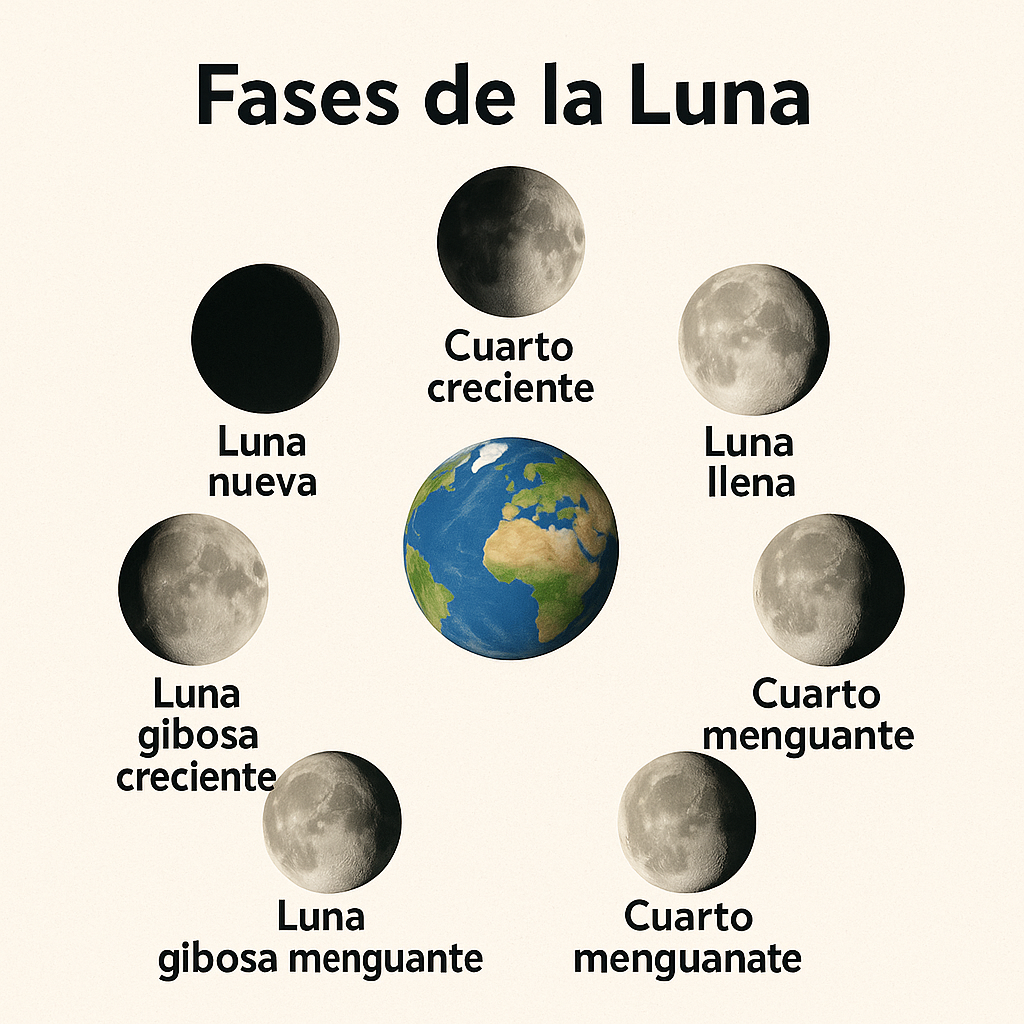 Fases de la Luna
Cuarto
creciente
Luna
nueva
Luna
llena
Luna
gibosa
creciente
Cuarto
menguante
Luna
gibosa menguante
Cuarto
menguanate